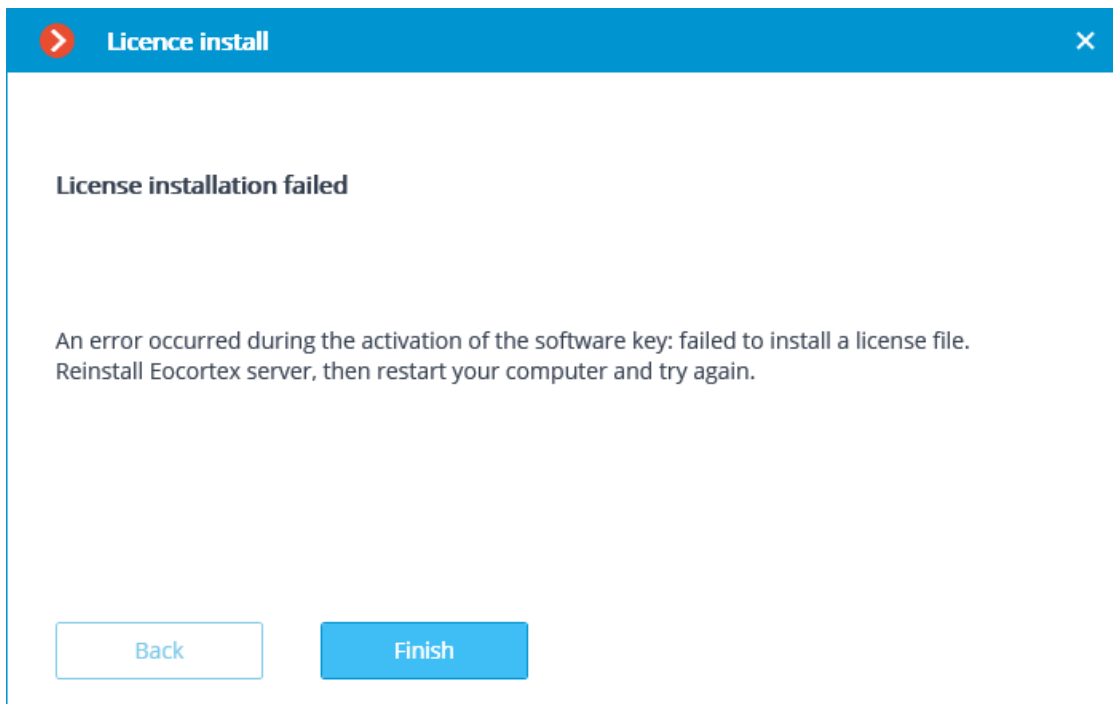 Licence install
License installation failed
An error occurred during the activation of the software key: failed to install a license file.
Reinstall Eocortex server, then restart your computer and try again.
Back
Finish